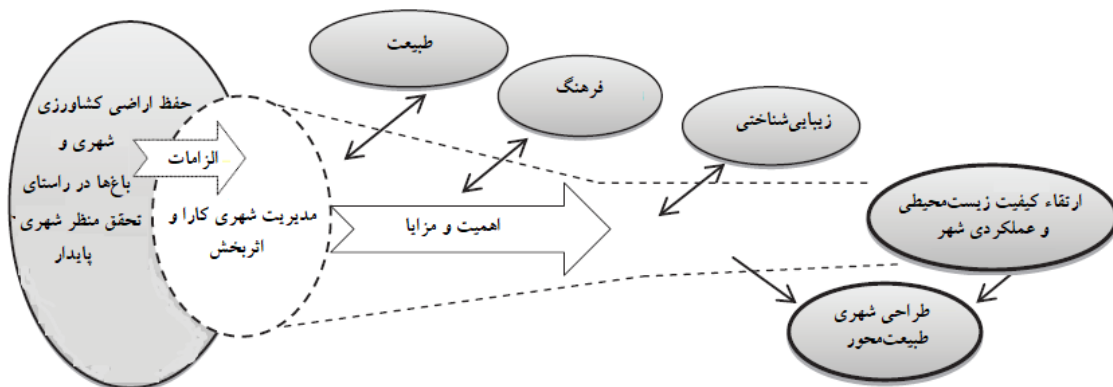 طبیعت
فرهنگ
زیبایی‌شناختی
حفظ اراضی کشاورزی
شهری و
باغ‌ها در راستای
تحقق منظر شهری
پایدار
الزامات
مدیریت شهری کارا و
اثربخش
اهمیت و مزایا
ارتقاء کیفیت زیست‌محیطی
و عملکردی شهر
طراحی شهری
طبیعت‌محور